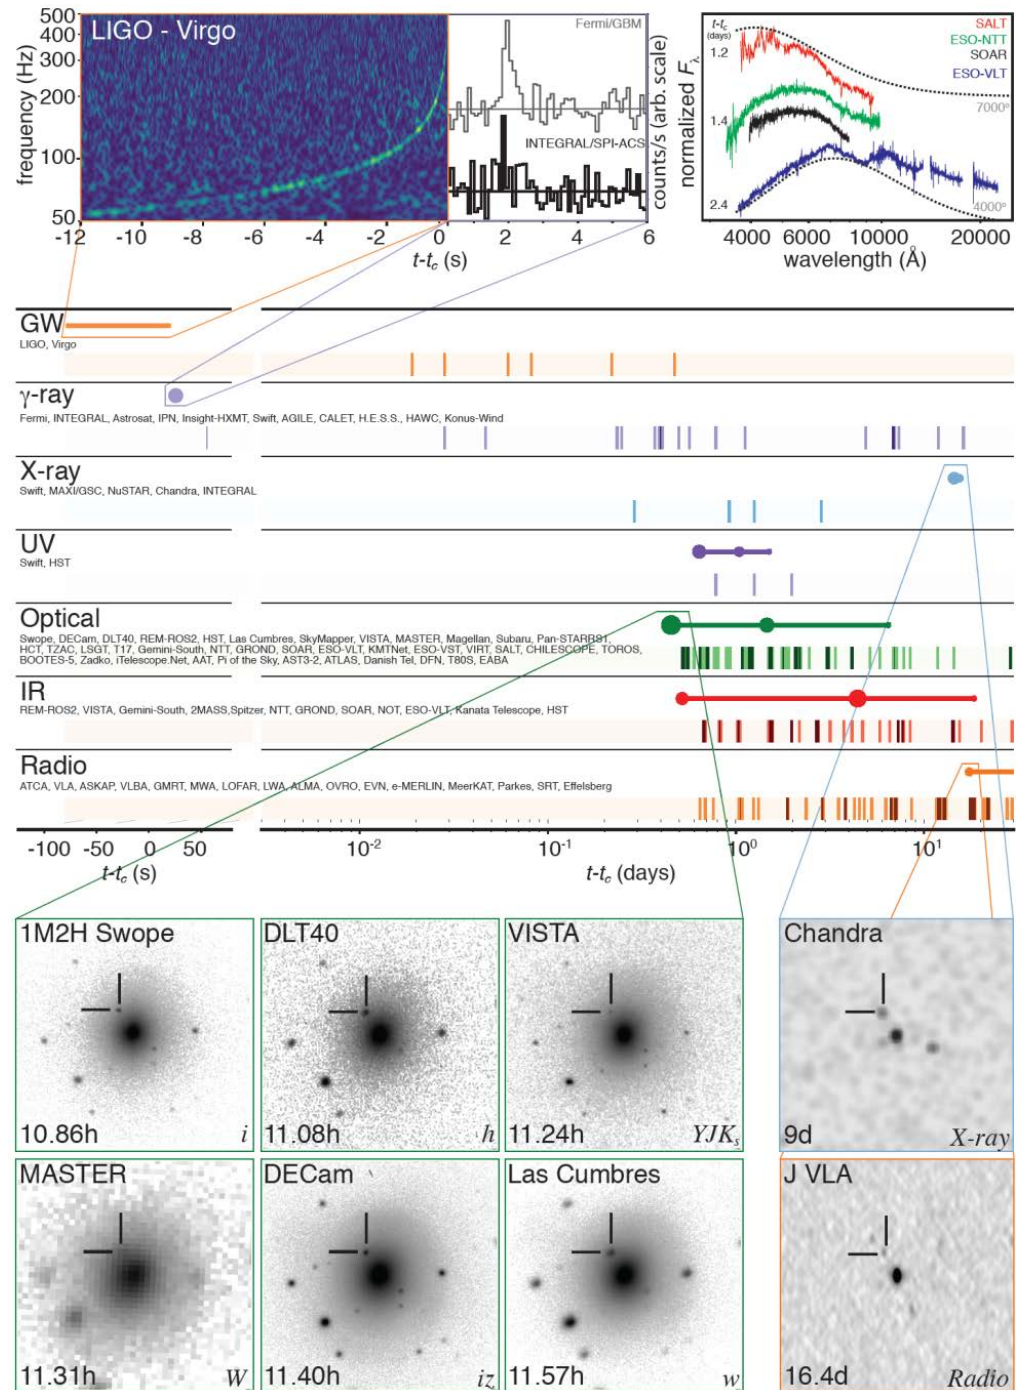 LIGO - Virgo
frequency (Hz)
500
400
300
200
100
50
-12 -10 -8 -6 -4 -2 0 2 4 6
t-tc (s)
Fermi/GBM
INTEGRAL/SPI-ACS
counts/s (arb. scale)
normalized Fλ
t-tc
(days)
1.2
1.4
2.4
SALT
ESO-NTT
SOAR
ESO-VLT
7000°
4000°
4000 6000 10000 20000
wavelength (Å)
GW
LIGO, Virgo
γ-ray
Fermi, INTEGRAL, Astrosat, IPN, Insight-HXMT, Swift, AGILE, CALET, H.E.S.S., HAWC, Konus-Wind
X-ray
Swift, MAXI/GSC, NuSTAR, Chandra, INTEGRAL
UV
Swift, HST
Optical
Swope, DECam, DLT40, REM-ROS2, HST, Las Cumbres, SkyMapper, VISTA, MASTER, Magellan, Subaru, Pan-STARRS1,
HCT, TZAC, LSGT, T17, Gemini-South, NTT, GROND, SOAR, ESO-VLT, KMTNet, ESO-VST, VIRT, SALT, CHILESCOPE, TOROS,
BOOTES-5, Zadko, iTelescope.Net, AAT, Pi of the Sky, AST3-2, ATLAS, Danish Tel, DFN, T80S, EABA
IR
REM-ROS2, VISTA, Gemini-South, 2MASS,Spitzer, NTT, GROND, SOAR, NOT, ESO-VLT, Kanata Telescope, HST
Radio
ATCA, VLA, ASKAP, VLBA, GMRT, MWA, LOFAR, LWA, ALMA, OVRO, EVN, e-MERLIN, MeerKAT, Parkes, SRT, Effelsberg
-100 -50 0 50 10-2 10-1 100 101
t-tc (s) t-tc (days)
1M2H Swope
10.86h i
DLT40
11.08h h
VISTA
11.24h YJKs
Chandra
9d X-ray
MASTER
11.31h W
DECam
11.40h iz
Las Cumbres
11.57h w
J VLA
16.4d Radio